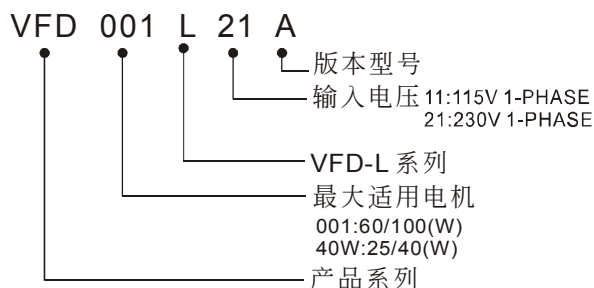 VFD 001 L 21 A
版本型号
输入电压 11:115V 1-PHASE
21:230V 1-PHASE
VFD-L 系列
最大适用电机
001:60/100(W)
40W:25/40(W)
产品系列